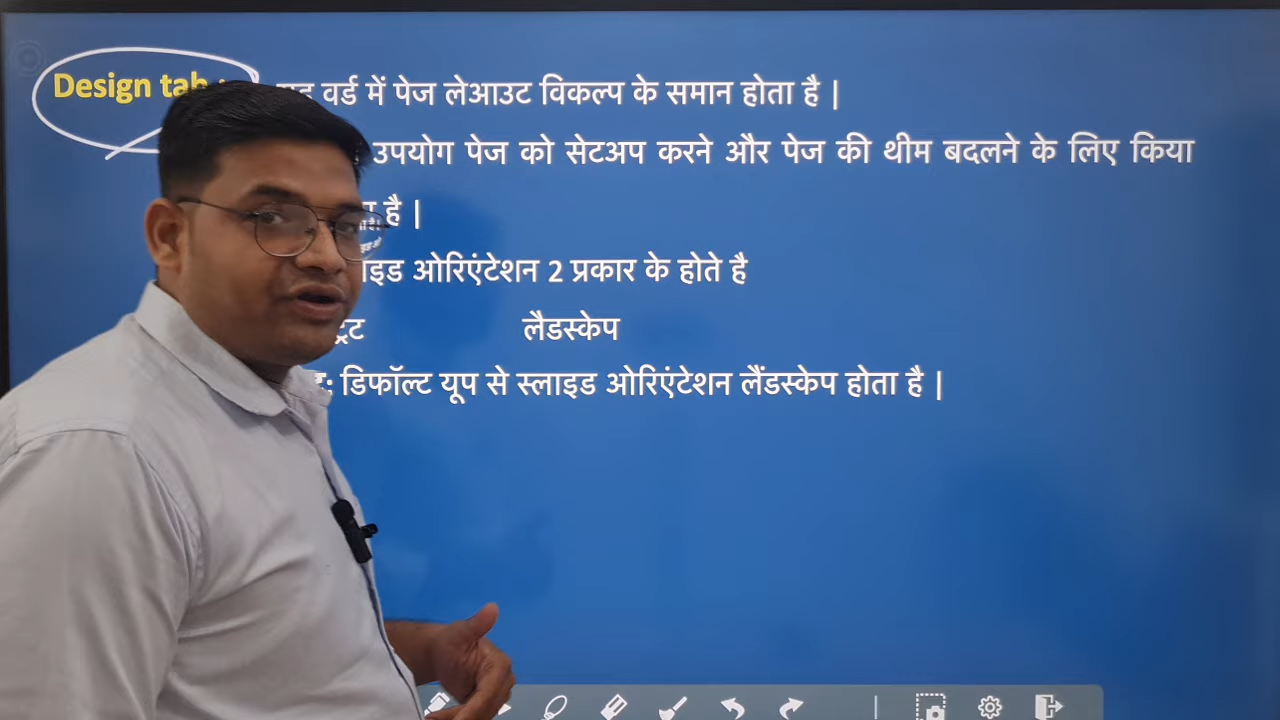 Design tab : वर्ड में पेज लेआउट विकल्प के समान होता है |
उपयोग पेज को सेटअप करने और पेज की थीम बदलने के लिए किया
है |
ओरिएंटेशन 2 प्रकार के होते है
लैडस्केप
डिफॉल्ट यूप से स्लाइड ओरिएंटेशन लैंडस्केप होता है |